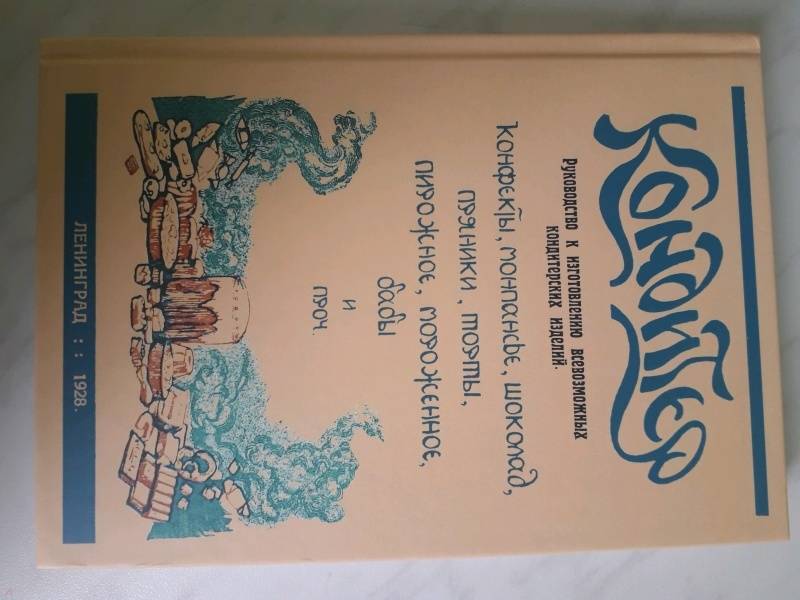 Кондитер
Руководство к изготовлению всевозможных
кондитерских изделий.
Конфекты, монпансье, шоколад,
пряники, торты,
пирожное, мороженное,
бабы
и
проч.
ЛЕНИНГРАД : : 1928.